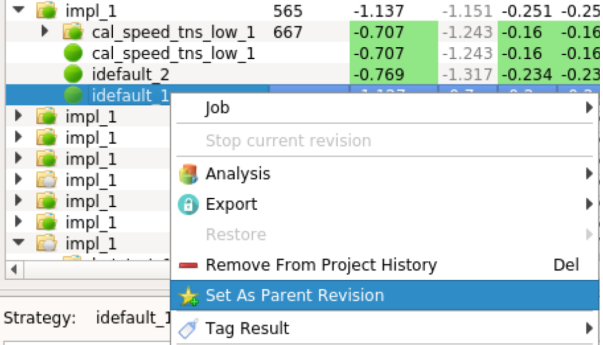 impl_1 565 -1.137 -1.151 -0.251 -0.25
cal_speed_tns_low_1 667 -0.707 -1.243 -0.16 -0.16
cal_speed_tns_low_1 -0.707 -1.243 -0.16 -0.16
idefault_2 -0.769 -1.317 -0.234 -0.23
idefault_1
impl_1
Job
impl_1
Stop current revision
impl_1
Analysis
impl_1
Export
impl_1
Restore
impl_1
impl_1
Remove From Project History Del
Set As Parent Revision
Strategy: idefault_1
Tag Result